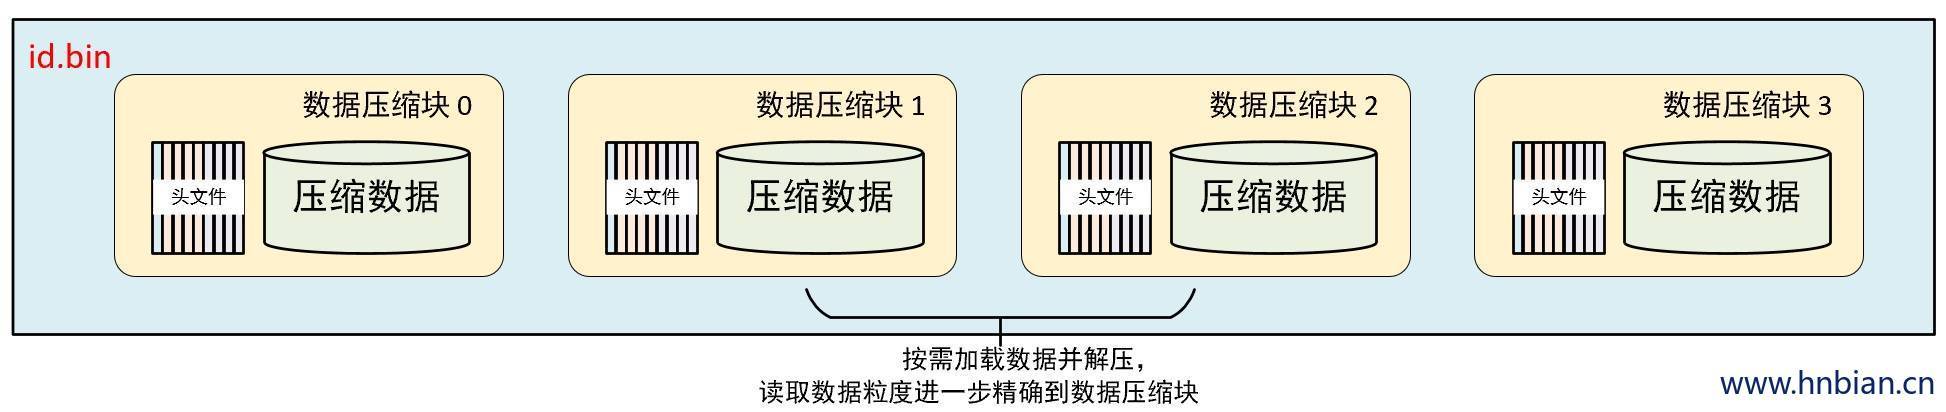 id.bin
数据压缩块 0
头文件
压缩数据
数据压缩块 1
头文件
压缩数据
数据压缩块 2
头文件
压缩数据
数据压缩块 3
头文件
压缩数据
按需加载数据并解压，
读取数据粒度进一步精确到数据压缩块
www.hnbian.cn